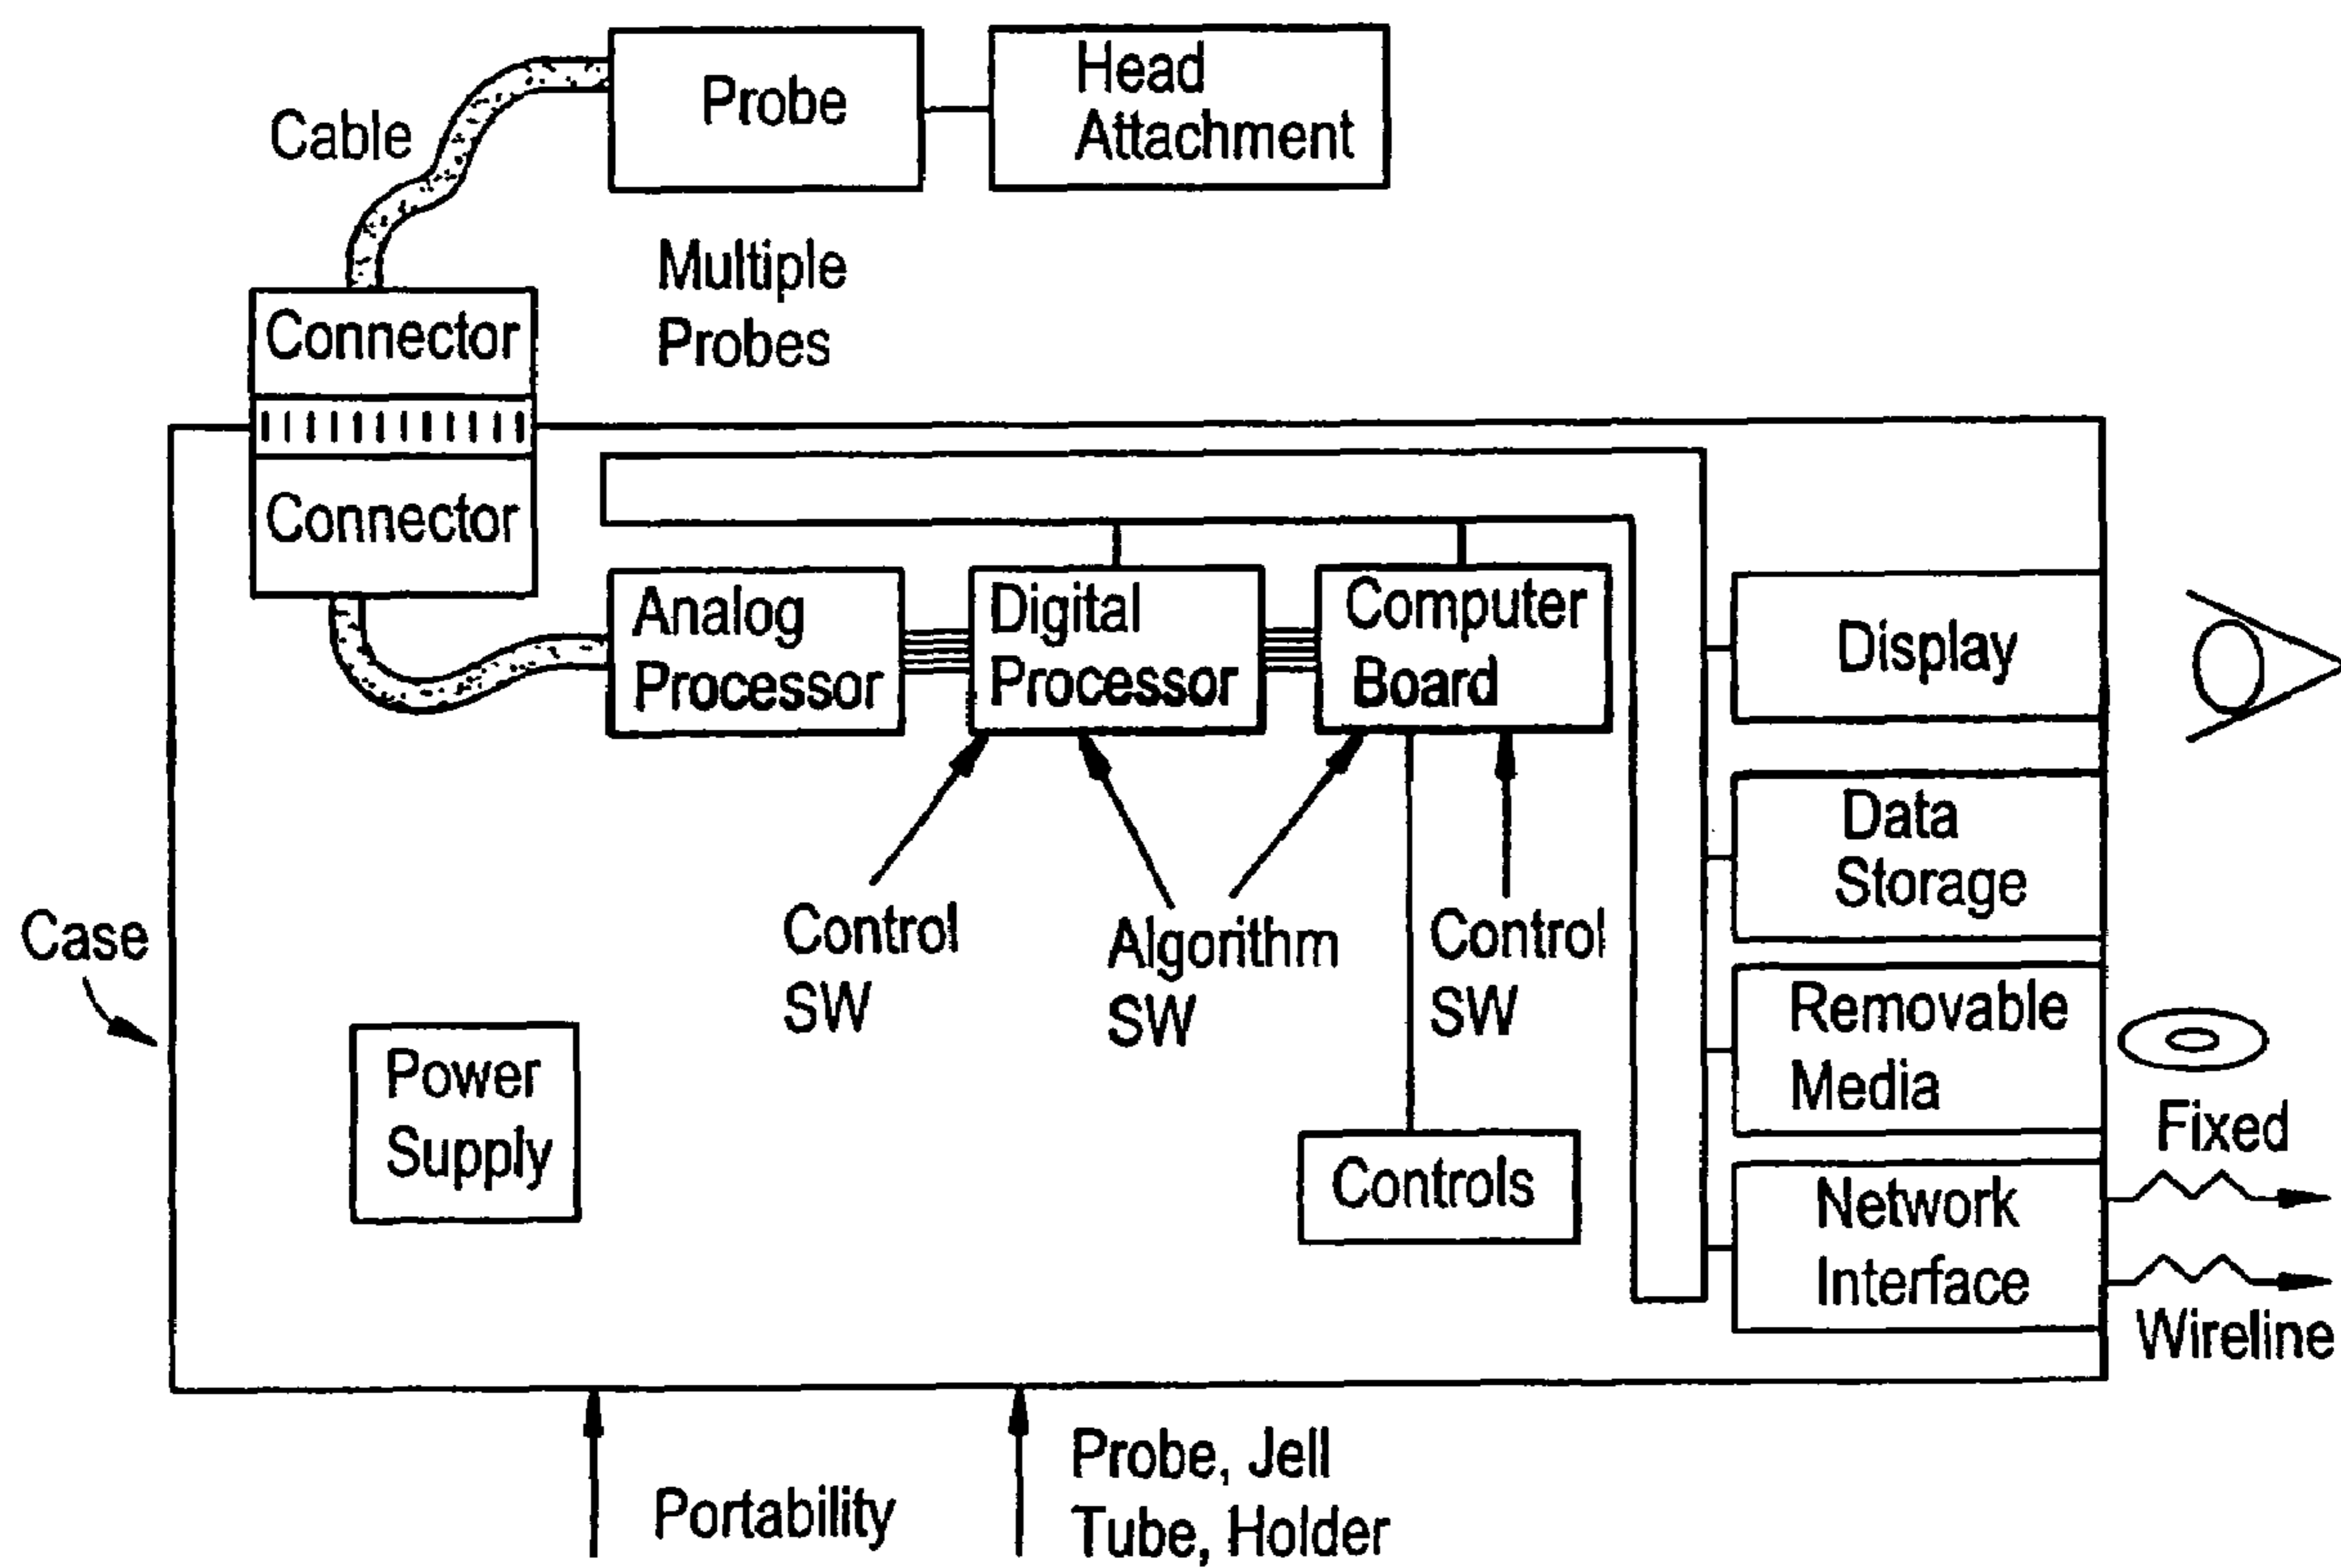 Probe
Head
Attachment
Cable
Multiple
Probes
Connector
Connector
Analog
Processor
Digital
Processor
Computer
Board
Display
Data
Storage
Control
SW
Algorithm
SW
Control
SW
Case
Removable
Media
Power
Supply
Fixed
Controls
Network
Interface
Wireline
Portability
Probe, Jell
Tube, Holder